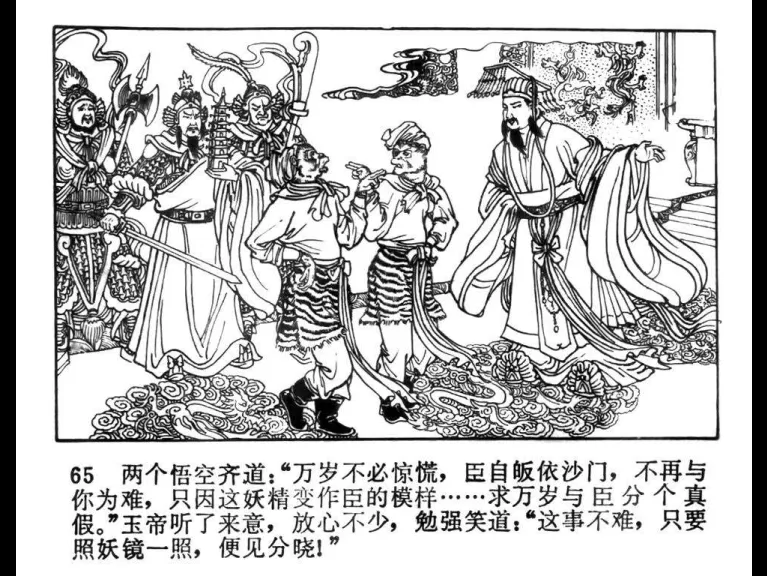 65 两个悟空齐道:“万岁不必惊慌,臣自皈依沙门,不再与
你为难,只因这妖精变作臣的模样……求万岁与臣分个真
假。”玉帝听了来意,放心不少,勉强笑道:“这事不难,只要
照妖镜一照,便见分晓!”